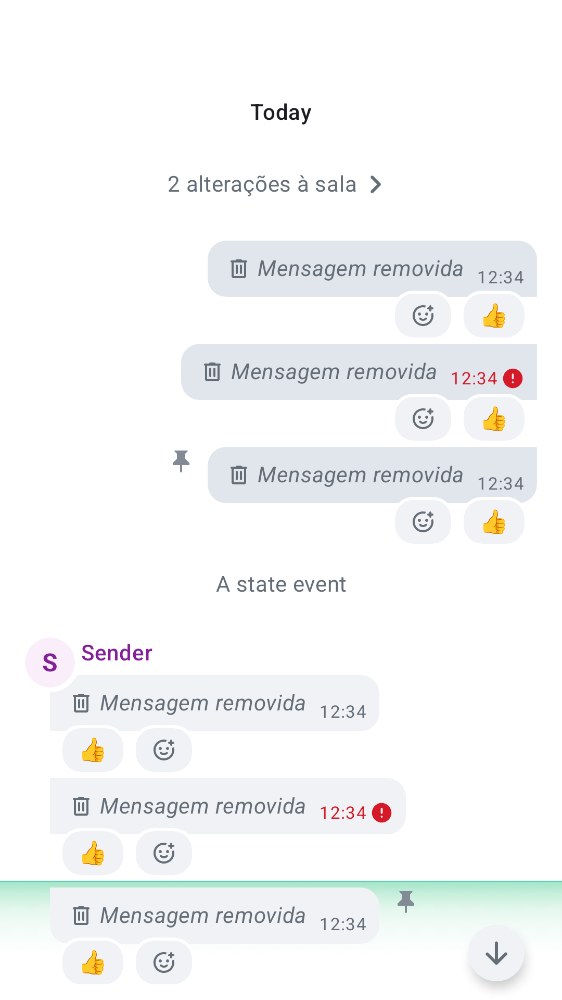 Today
2 alterações à sala
Mensagem removida 12:34
👍
Mensagem removida 12:34
👍
Mensagem removida 12:34
👍
A state event
S Sender
Mensagem removida 12:34
👍
Mensagem removida 12:34
👍
Mensagem removida 12:34
👍